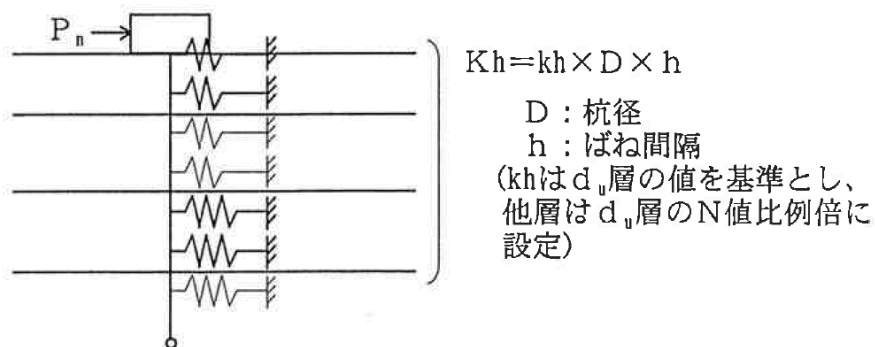 Pn
Kh=kh×D×h
D：杭径
h：ばね間隔
(khはdu層の値を基準とし、
他層はdu層のN値比例倍に
設定)